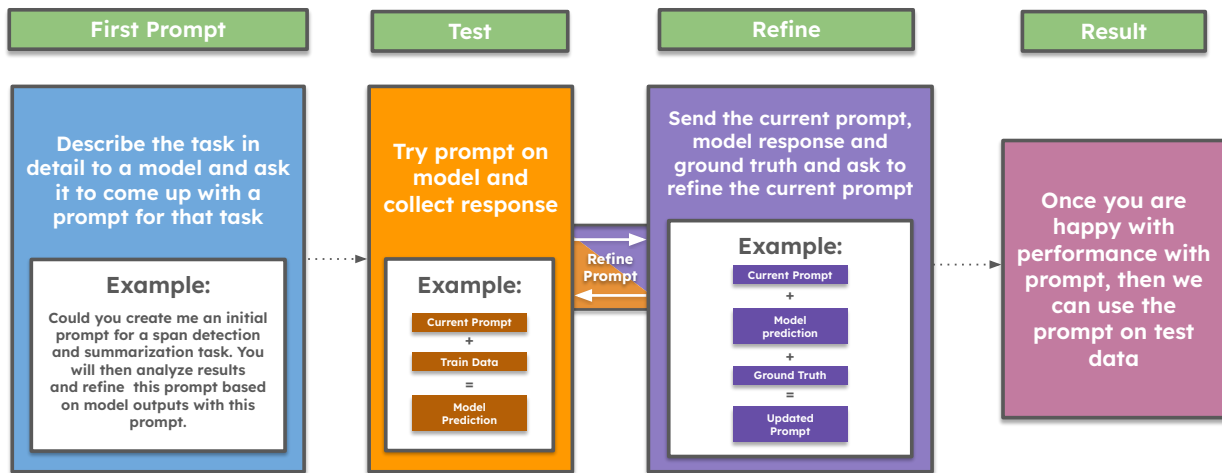 First Prompt
Test
Refine
Result
Describe the task in
detail to a model and ask
it to come up with a
prompt for that task
Example:
Could you create me an initial
prompt for a span detection
and summarization task. You
will then analyze results
and refine this prompt based
on model outputs with this
prompt.
Try prompt on
model and
collect response
Example:
Current Prompt
+
Train Data
=
Model
Prediction
Refine
Prompt
Send the current prompt,
model response and
ground truth and ask to
refine the current prompt
Example:
Current Prompt
+
Model
prediction
+
Ground Truth
=
Updated
Prompt
Once you are
happy with
performance with
prompt, then we
can use the
prompt on test
data